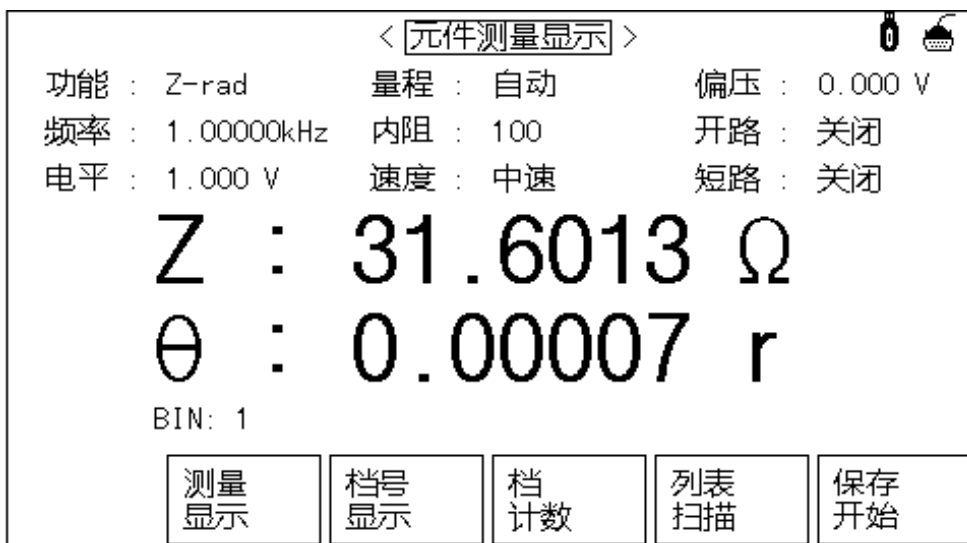 < 元件测量显示 >
功能 : Z-rad 量程 : 自动 偏压 : 0.000 V
频率 : 1.00000kHz 内阻 : 100 开路 : 关闭
电平 : 1.000 V 速度 : 中速 短路 : 关闭
Z : 31.6013 Ω
θ : 0.00007 r
BIN: 1
测量显示 档号显示 档计数 列表扫描 保存开始